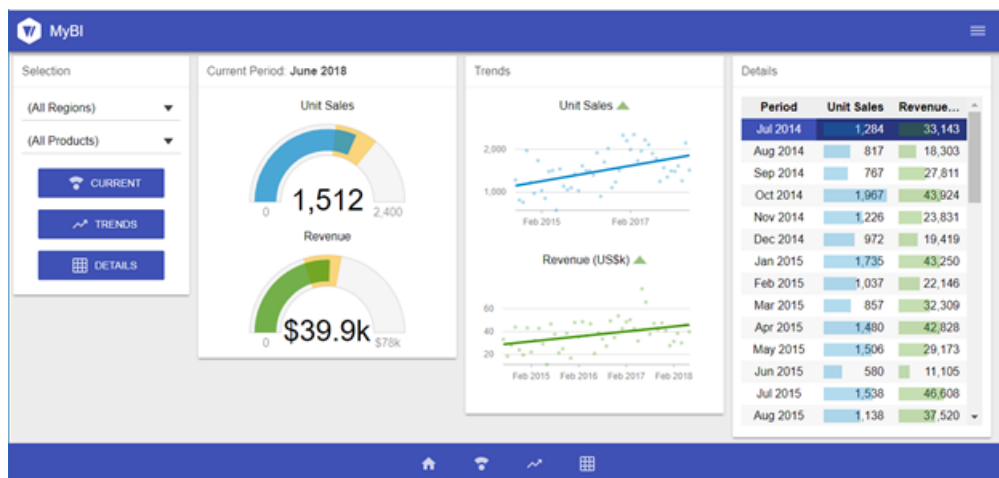 MyBI
Selection
(All Regions)
(All Products)
CURRENT
TRENDS
DETAILS
Current Period: June 2018
Unit Sales
1,512
0
2,400
Revenue
$39.9k
0
$78k
Trends
Unit Sales
2,000
1,000
Feb 2015 Feb 2017
Revenue (US$k)
60
40
20
Feb 2015 Feb 2016 Feb 2017 Feb 2018
Details
Period Unit Sales Revenue...
Jul 2014 1,284 33,143
Aug 2014 817 18,303
Sep 2014 767 27,811
Oct 2014 1,967 43,924
Nov 2014 1,226 23,831
Dec 2014 972 19,419
Jan 2015 1,735 43,250
Feb 2015 1,037 22,146
Mar 2015 857 32,309
Apr 2015 1,480 42,828
May 2015 1,506 29,173
Jun 2015 580 11,105
Jul 2015 1,538 46,608
Aug 2015 1,138 37,520